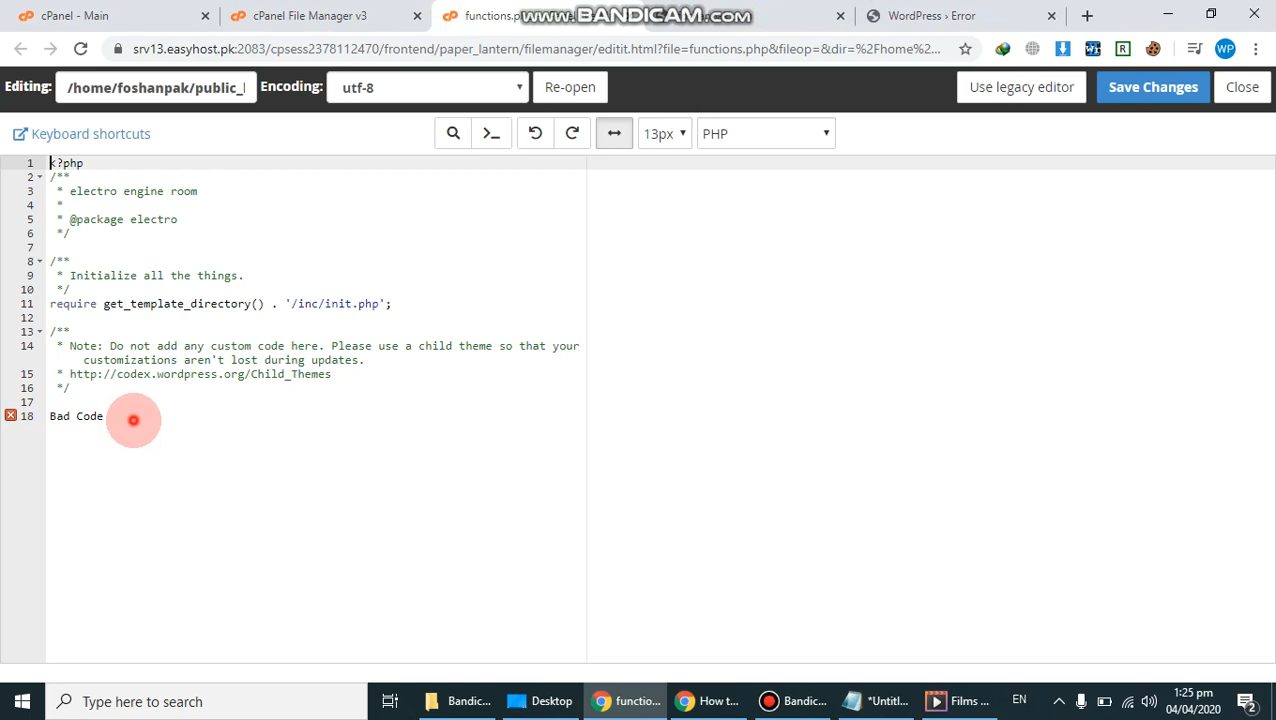 cPanel - Main
cPanel File Manager v3
functions.p
www.BANDICAM.com
WordPress › Error
srv13.easyhost.pk:2083/cpsess2378112470/frontend/paper_lantern/filemanager/editit.html?file=functions.php&fileop=&dir=%2Fhome%2...
WP
Editing: /home/foshanpak/public_l Encoding: utf-8 Re-open Use legacy editor Save Changes Close
Keyboard shortcuts 13px PHP
1 <?php
2 /**
3 * electro engine room
4 *
5 * @package electro
6 */
7
8 /**
9 * Initialize all the things.
10 */
11 require get_template_directory() . '/inc/init.php';
12
13 /**
14 * Note: Do not add any custom code here. Please use a child theme so that your
customizations aren't lost during updates.
15 * http://codex.wordpress.org/Child_Themes
16 */
17
18 Bad Code
Type here to search Bandic... Desktop functio... How t... Bandic... *Untitl... Films ... EN 1:25 pm
04/04/2020
2